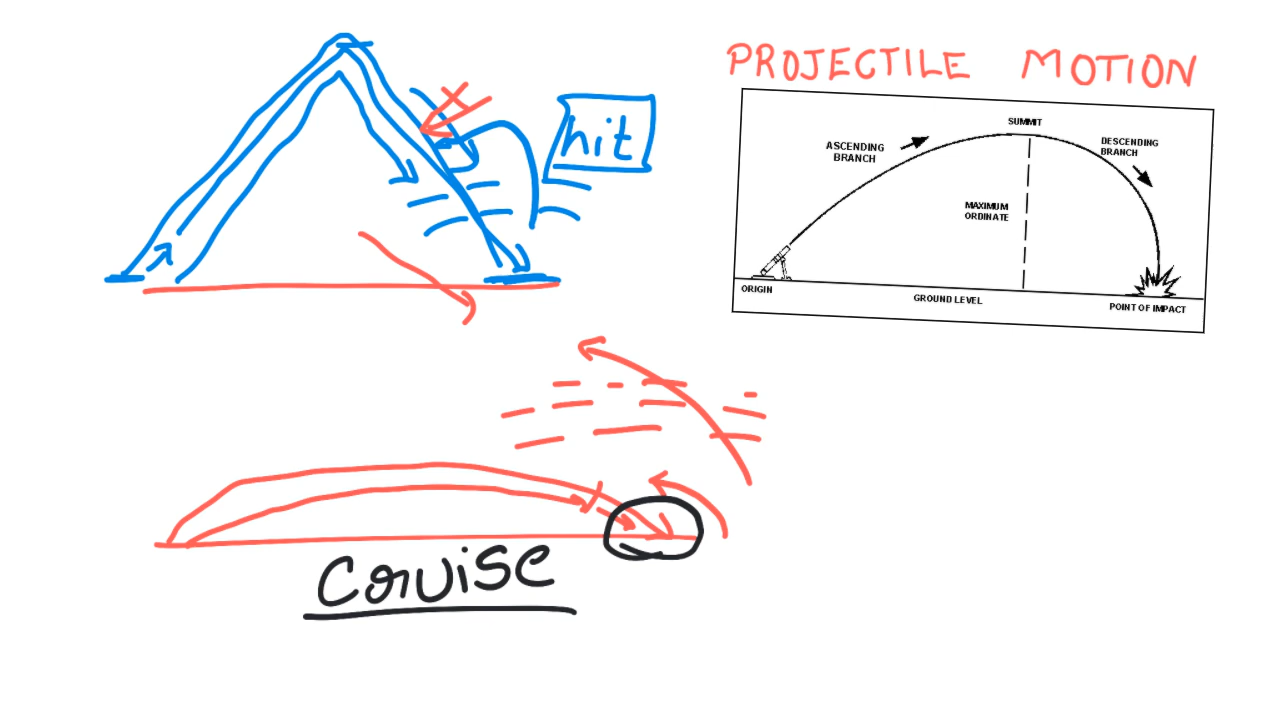 PROJECTILE MOTION
hit
SUMMIT
ASCENDING
BRANCH
DESCENDING
BRANCH
MAXIMUM
ORDINATE
ORIGIN
GROUND LEVEL
POINT OF IMPACT
Cruise